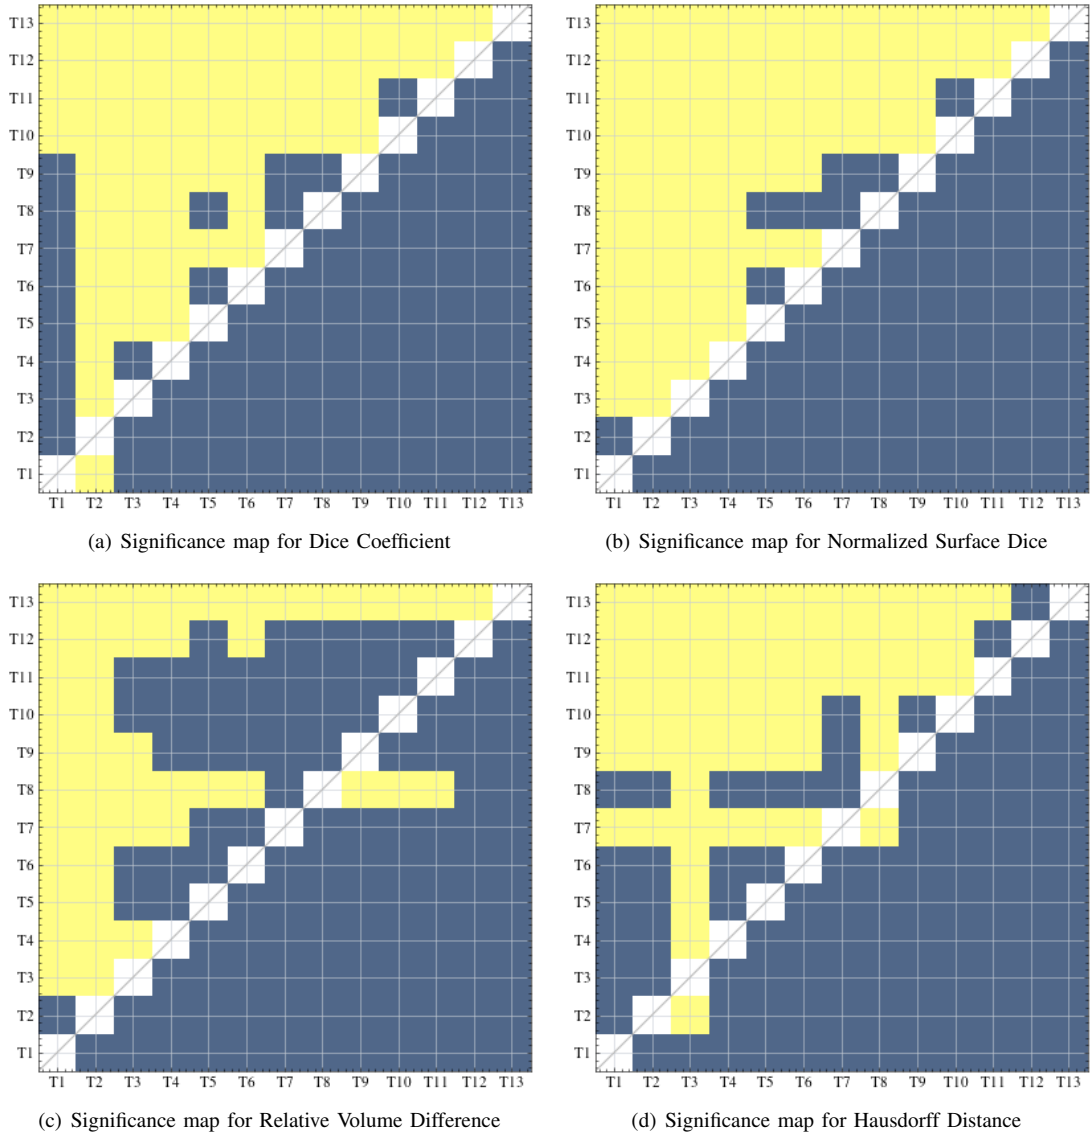 T13
T12
T11
T10
T9
T8
T7
T6
T5
T4
T3
T2
T1
T1 T2 T3 T4 T5 T6 T7 T8 T9 T10 T11 T12 T13
(a) Significance map for Dice Coefficient
T13
T12
T11
T10
T9
T8
T7
T6
T5
T4
T3
T2
T1
T1 T2 T3 T4 T5 T6 T7 T8 T9 T10 T11 T12 T13
(b) Significance map for Normalized Surface Dice
T13
T12
T11
T10
T9
T8
T7
T6
T5
T4
T3
T2
T1
T1 T2 T3 T4 T5 T6 T7 T8 T9 T10 T11 T12 T13
(c) Significance map for Relative Volume Difference
T13
T12
T11
T10
T9
T8
T7
T6
T5
T4
T3
T2
T1
T1 T2 T3 T4 T5 T6 T7 T8 T9 T10 T11 T12 T13
(d) Significance map for Hausdorff Distance